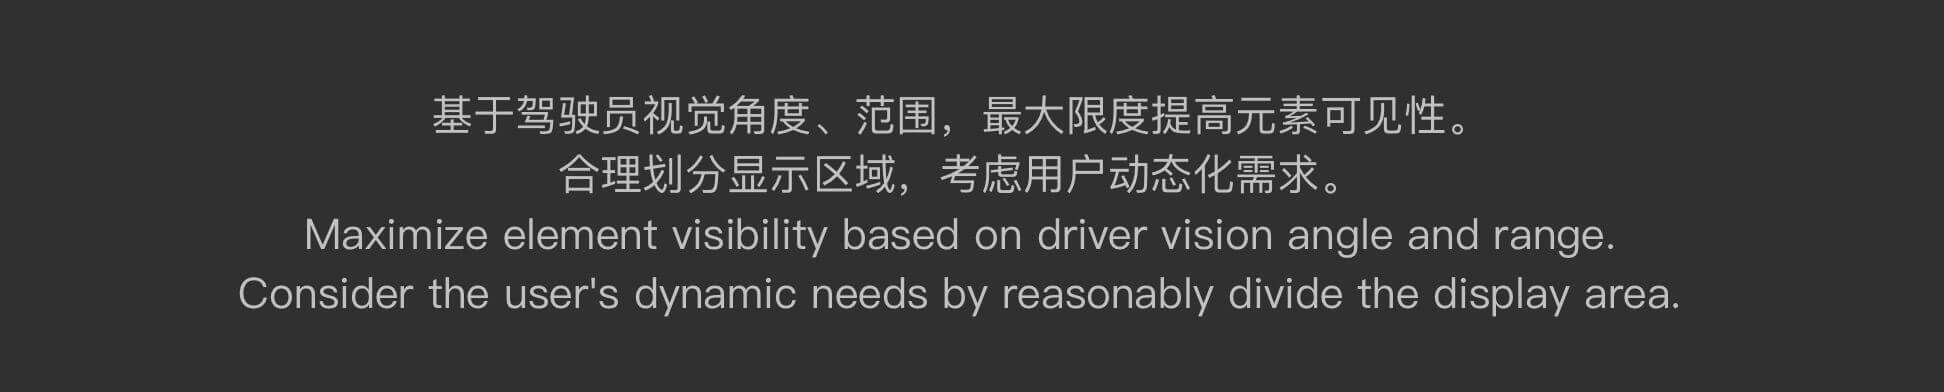 基于驾驶员视觉角度、范围，最大限度提高元素可见性。
合理划分显示区域，考虑用户动态化需求。
Maximize element visibility based on driver vision angle and range.
Consider the user's dynamic needs by reasonably divide the display area.